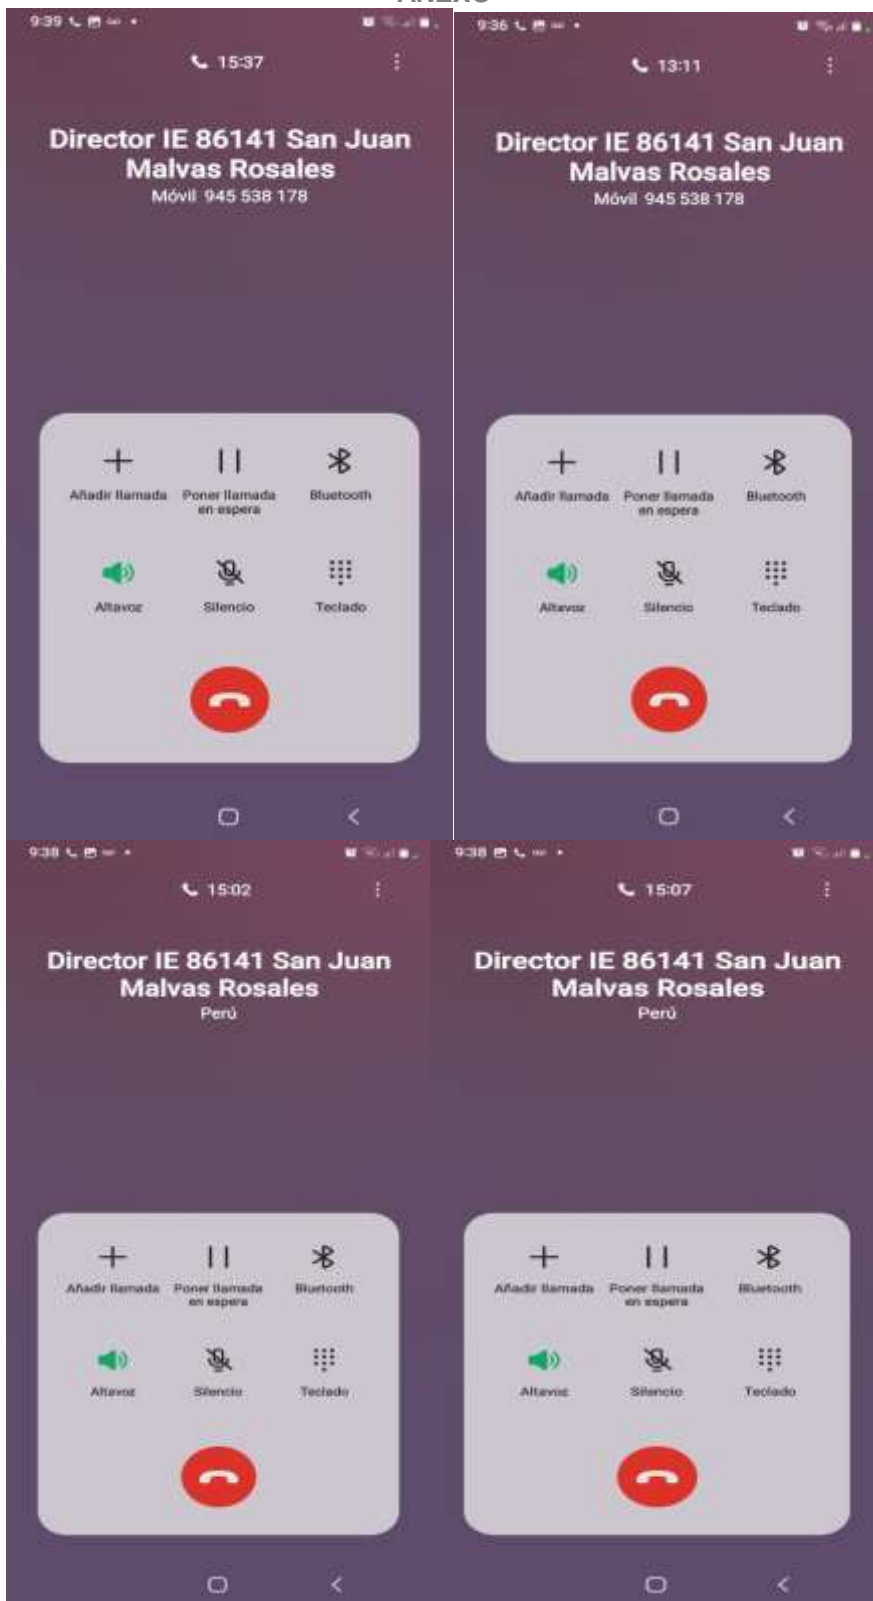 ANEXO
9:39
15:37
Director IE 86141 San Juan
Malvas Rosales
Móvil 945 538 178
Añadir llamada Poner llamada
en espera Bluetooth
Altavoz Silencio Teclado
9:36
13:11
Director IE 86141 San Juan
Malvas Rosales
Móvil 945 538 178
Añadir llamada Poner llamada
en espera Bluetooth
Altavoz Silencio Teclado
9:38
15:02
Director IE 86141 San Juan
Malvas Rosales
Perú
Añadir llamada Poner llamada
en espera Bluetooth
Altavoz Silencio Teclado
9:38
15:07
Director IE 86141 San Juan
Malvas Rosales
Perú
Añadir llamada Poner llamada
en espera Bluetooth
Altavoz Silencio Teclado